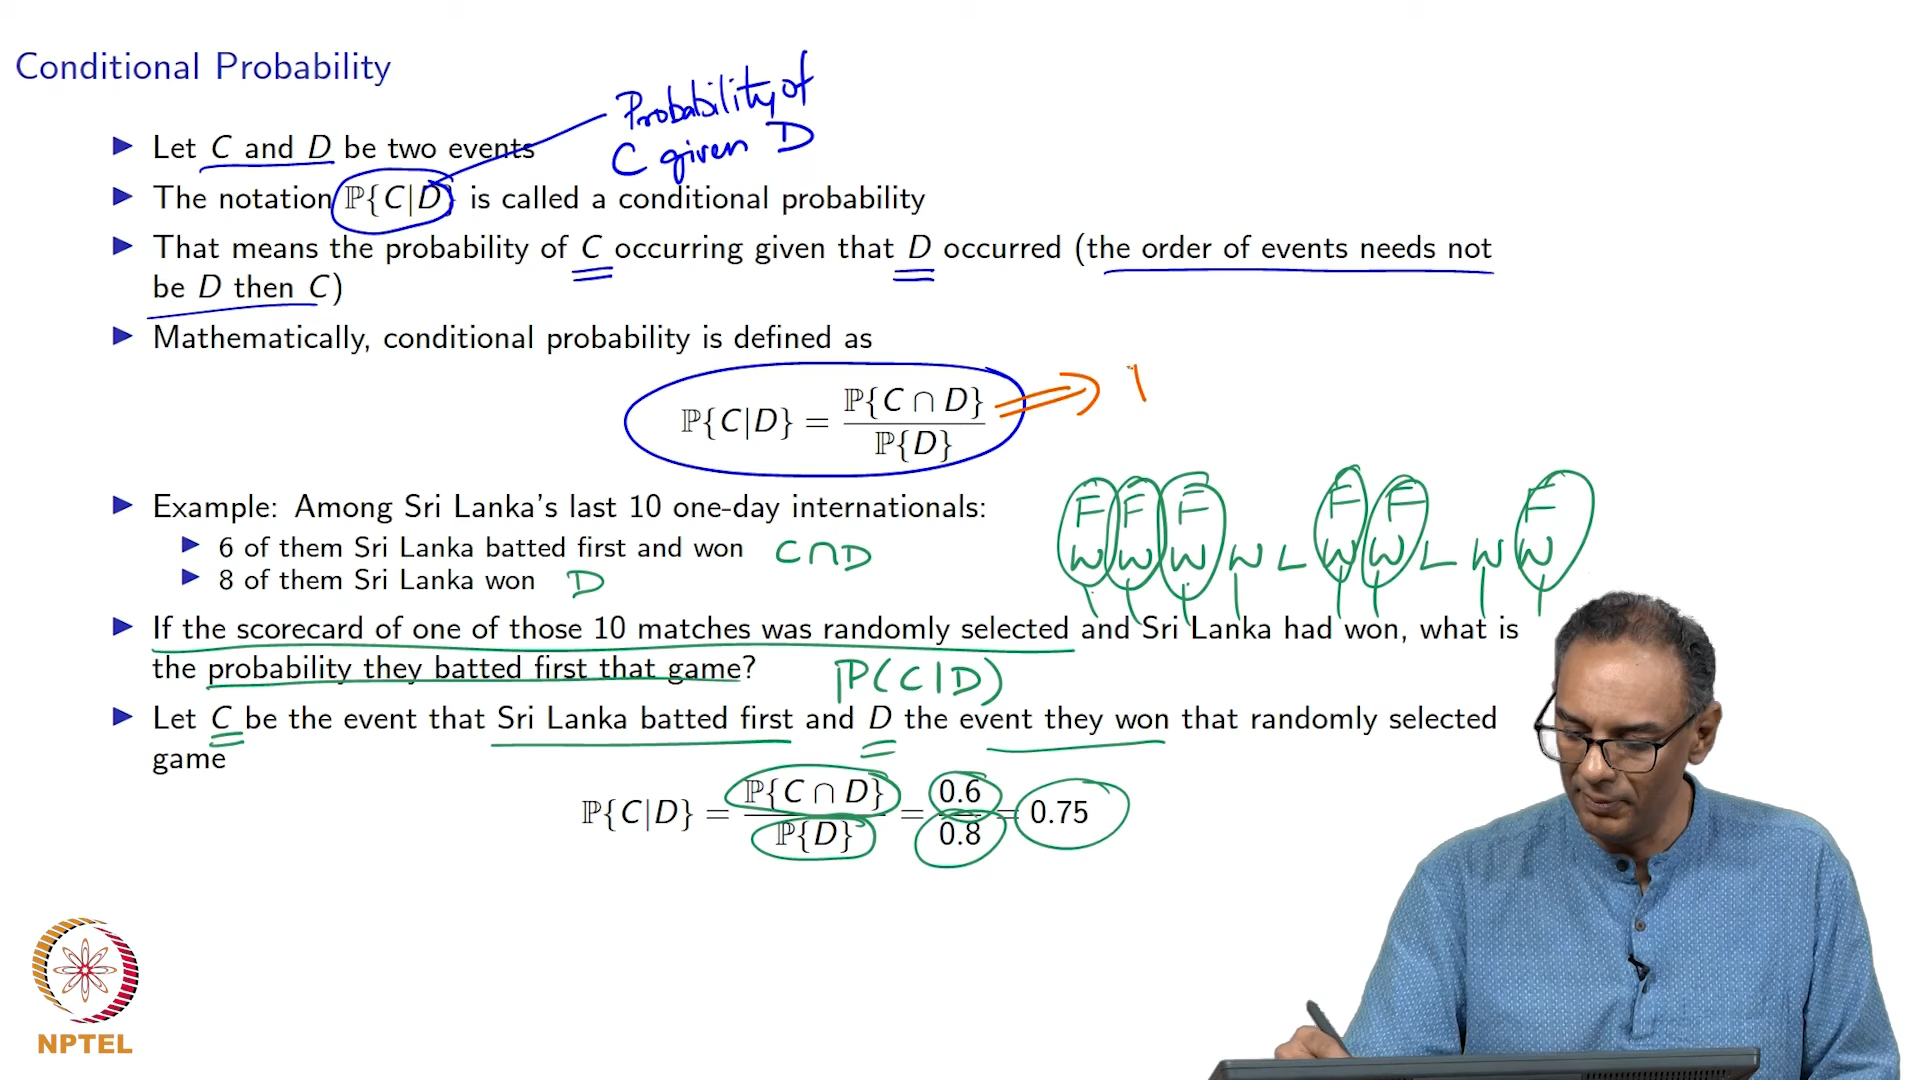 Conditional Probability
Probability of
C given D
▶ Let C and D be two events
▶ The notation ℙ{C|D} is called a conditional probability
▶ That means the probability of C occurring given that D occurred (the order of events needs not
be D then C)
▶ Mathematically, conditional probability is defined as
ℙ{C|D} = ℙ{C ∩ D} / ℙ{D}
▶ Example: Among Sri Lanka's last 10 one-day internationals:
F F F F F F
W W W W L W W L W W
▶ 6 of them Sri Lanka batted first and won C∩D
▶ 8 of them Sri Lanka won D
▶ If the scorecard of one of those 10 matches was randomly selected and Sri Lanka had won, what is
the probability they batted first that game? ℙ(C|D)
▶ Let C be the event that Sri Lanka batted first and D the event they won that randomly selected
game
ℙ{C|D} = ℙ{C ∩ D} / ℙ{D} = 0.6 / 0.8 = 0.75
NPTEL